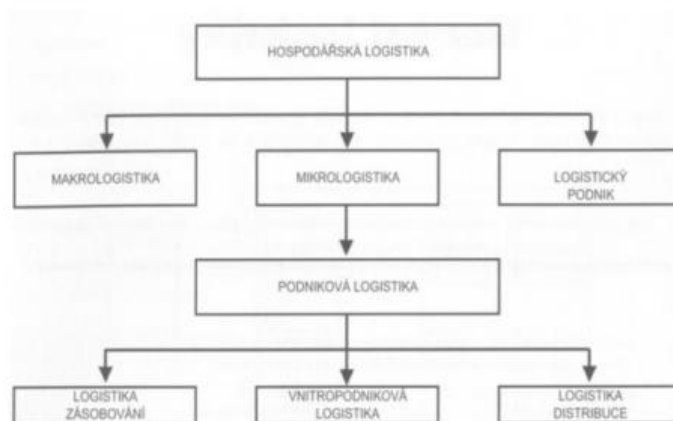 HOSPODÁŘSKÁ LOGISTIKA
MAKROLOGISTIKA
MIKROLOGISTIKA
LOGISTICKÝ
PODNIK
PODNIKOVÁ LOGISTIKA
LOGISTIKA
ZÁSOBOVÁNÍ
VNITROPODNIKOVÁ
LOGISTIKA
LOGISTIKA
DISTRIBUCE